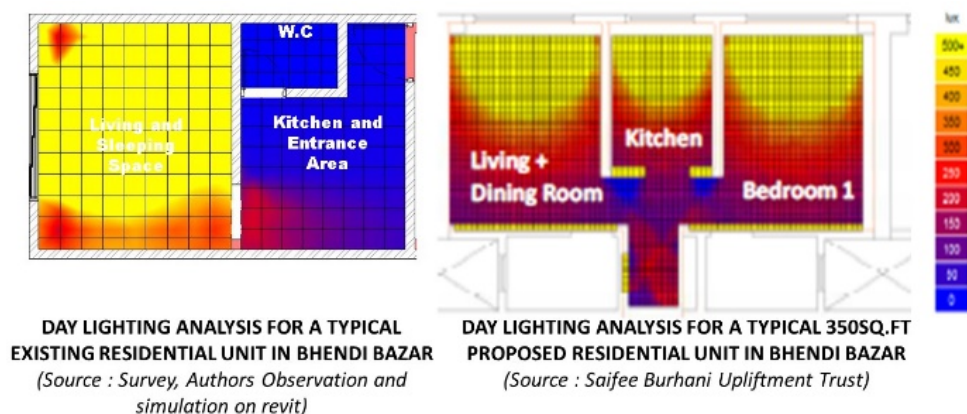 W.C
Living and
Sleeping
Space
Kitchen and
Entrance
Area
Living +
Dining Room
Kitchen
Bedroom 1
lux
500+
450
400
350
300
250
200
150
100
50
0
DAY LIGHTING ANALYSIS FOR A TYPICAL
EXISTING RESIDENTIAL UNIT IN BHENDI BAZAR
(Source : Survey, Authors Observation and
simulation on revit)
DAY LIGHTING ANALYSIS FOR A TYPICAL 350SQ.FT
PROPOSED RESIDENTIAL UNIT IN BHENDI BAZAR
(Source : Saifee Burhani Upliftment Trust)